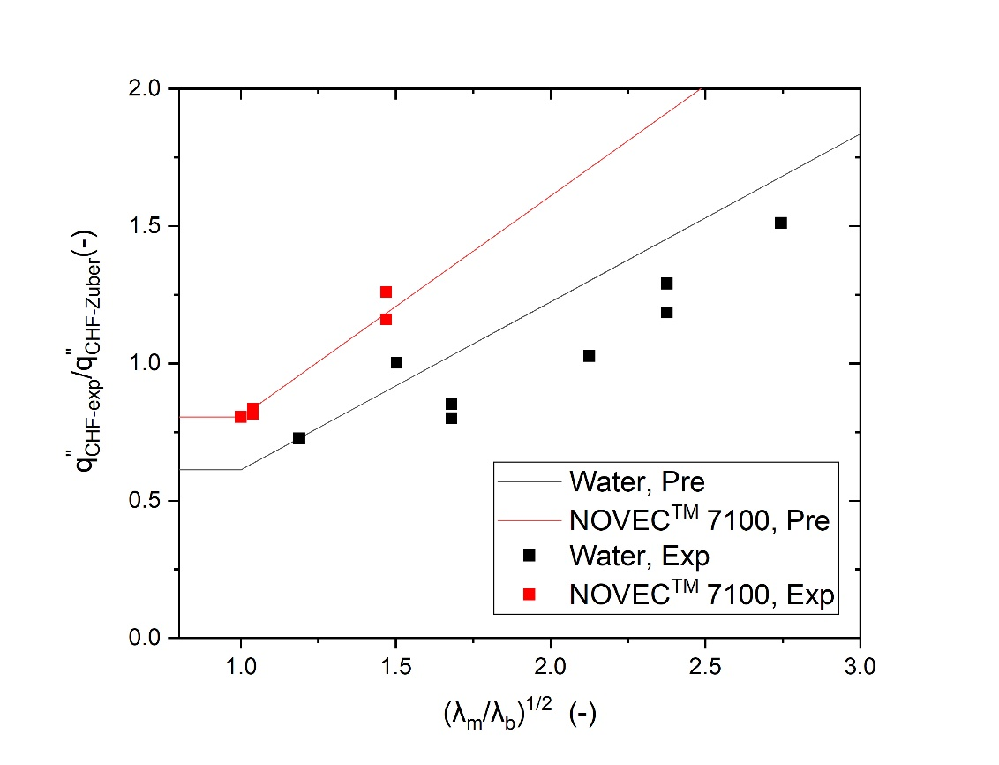 2.0
1.5
1.0
0.5
0.0
1.0 1.5 2.0 2.5 3.0
q"CHF-exp/q"CHF-Zuber(-)
(λm/λb)1/2 (-)
Water, Pre
NOVECTM 7100, Pre
Water, Exp
NOVECTM 7100, Exp